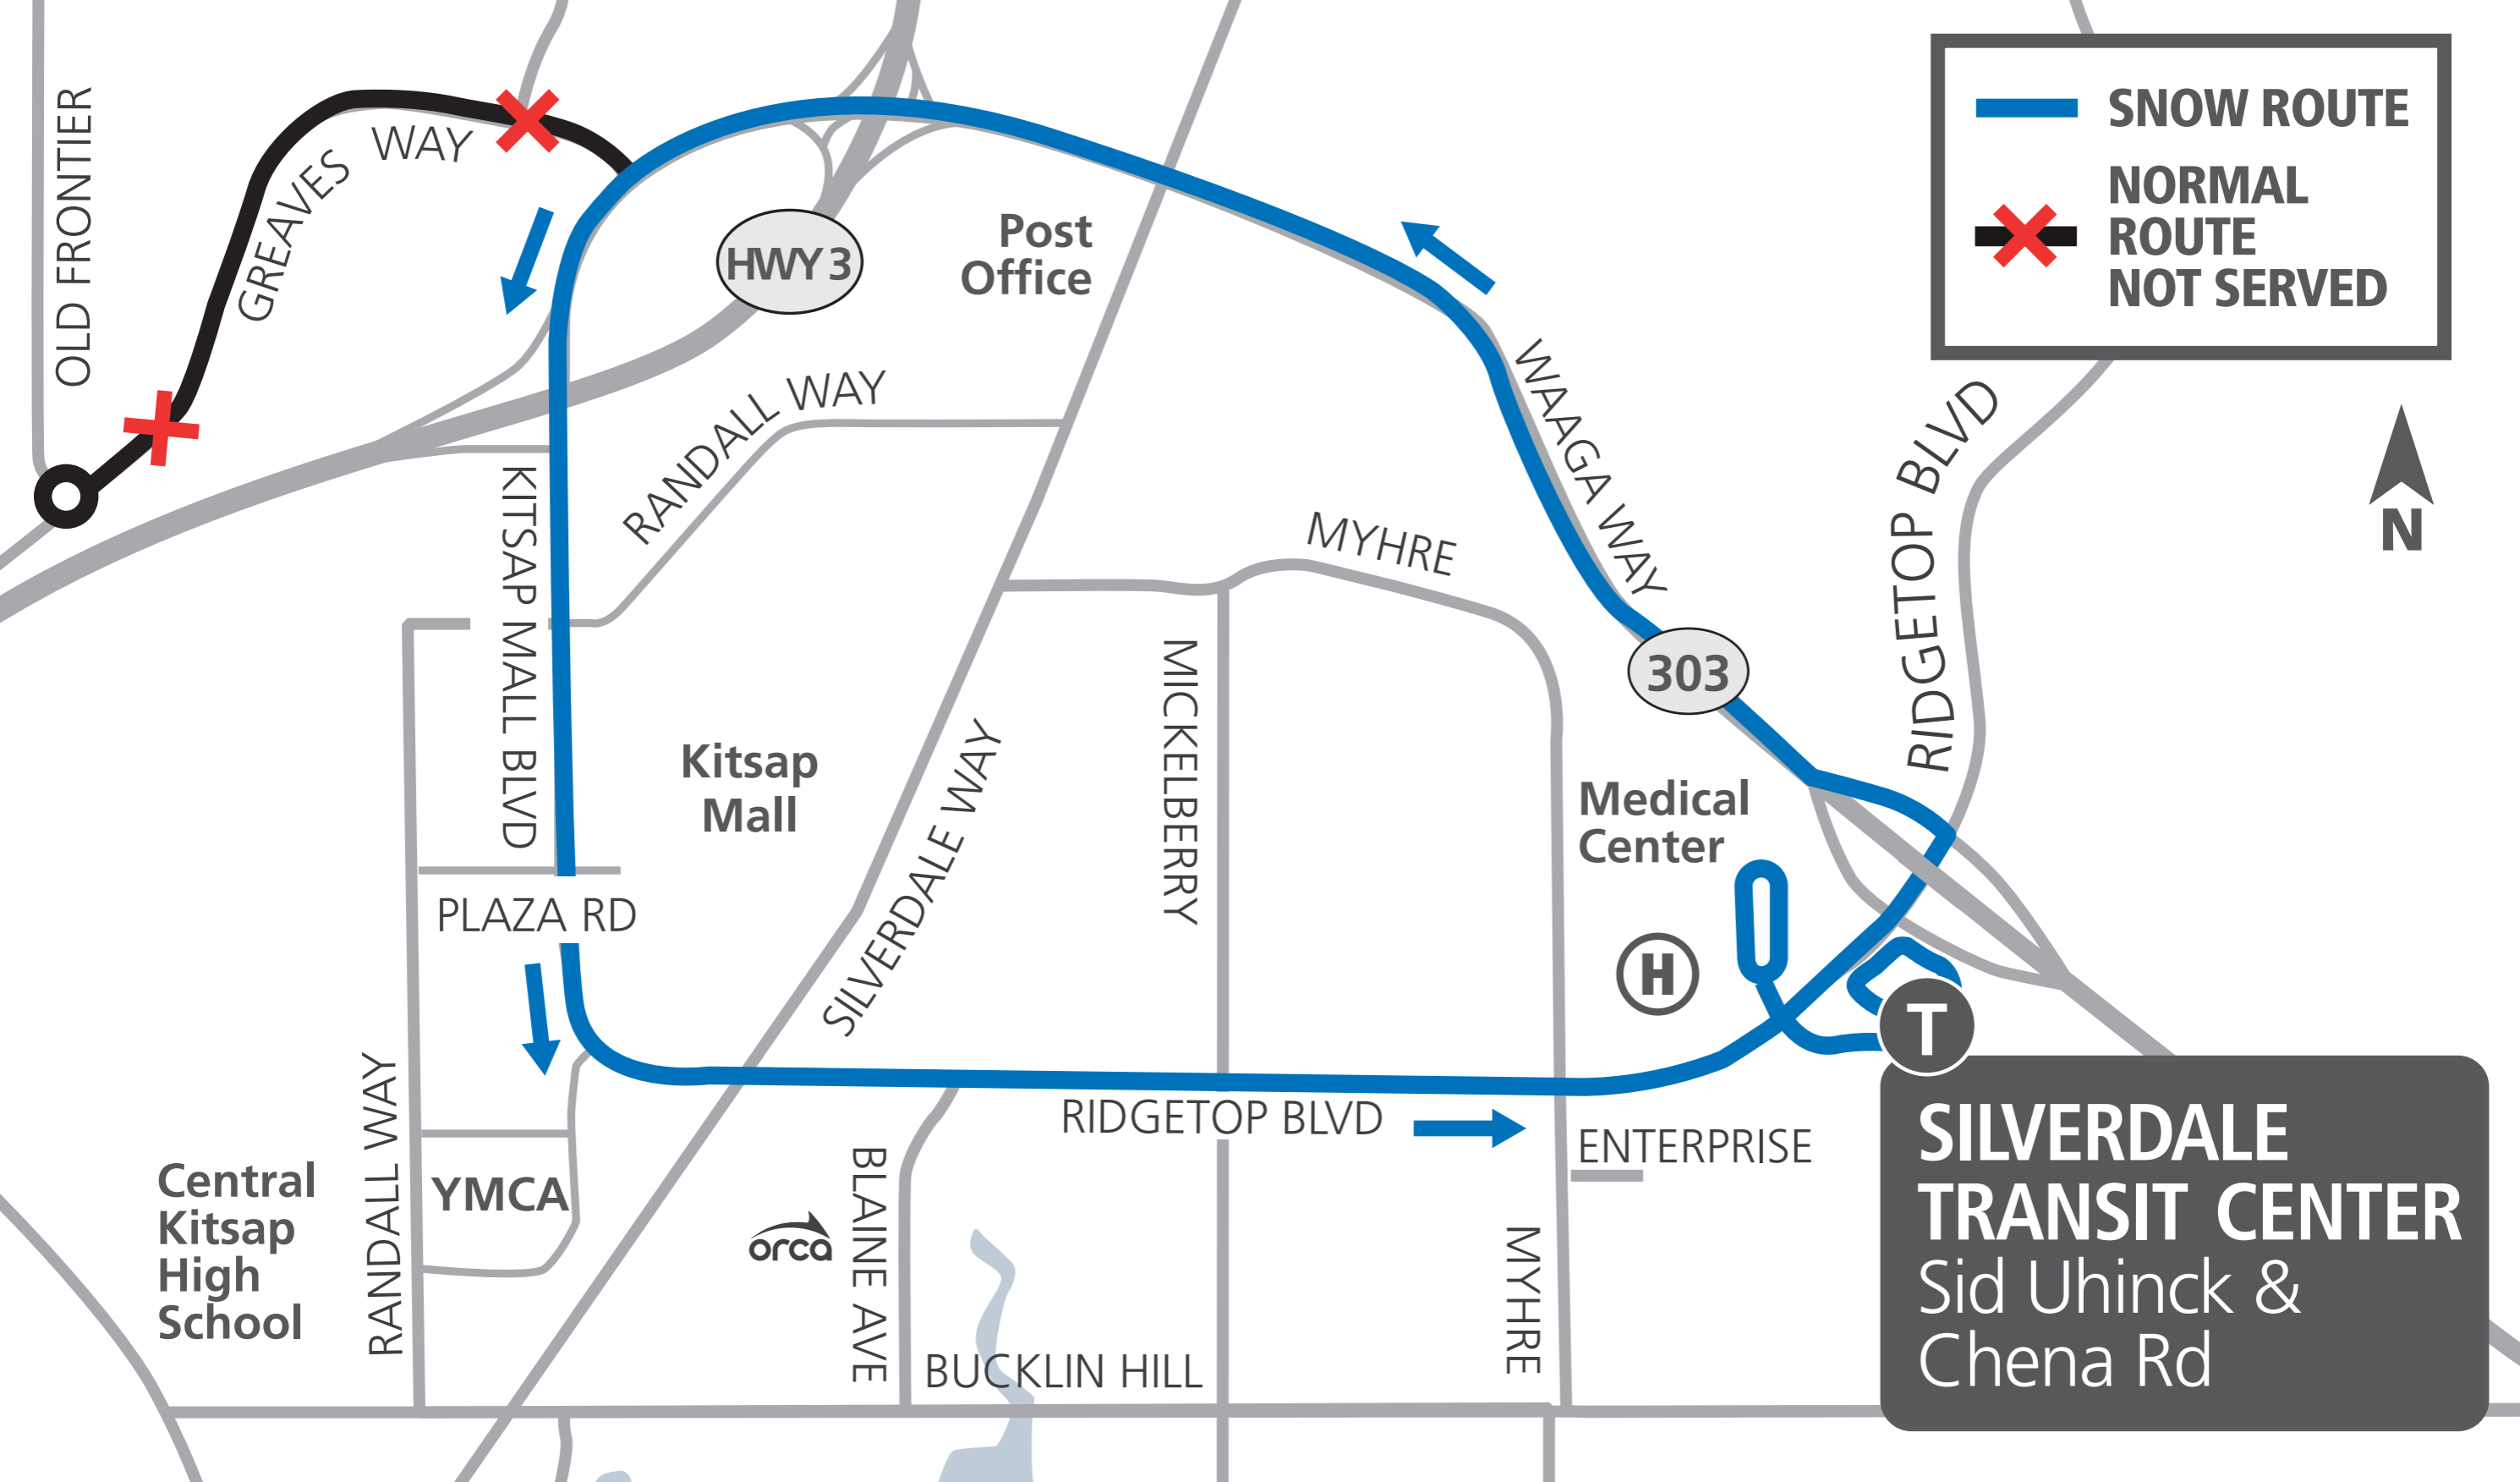 SNOW ROUTE
NORMAL
ROUTE
NOT SERVED
OLD FRONTIER
GREAVES WAY
HWY 3
Post
Office
RANDALL WAY
WAAGA WAY
RIDGETOP BLVD
N
KITSAP MALL BLVD
MYHRE
303
Kitsap
Mall
SILVERDALE WAY
MICKELBERRY
Medical
Center
PLAZA RD
H
T
RANDALL WAY
RIDGETOP BLVD
ENTERPRISE
SILVERDALE
TRANSIT CENTER
Sid Uhinck &
Chena Rd
Central
Kitsap
High
School
YMCA
orca
BLAINE AVE
MYHRE
BUCKLIN HILL